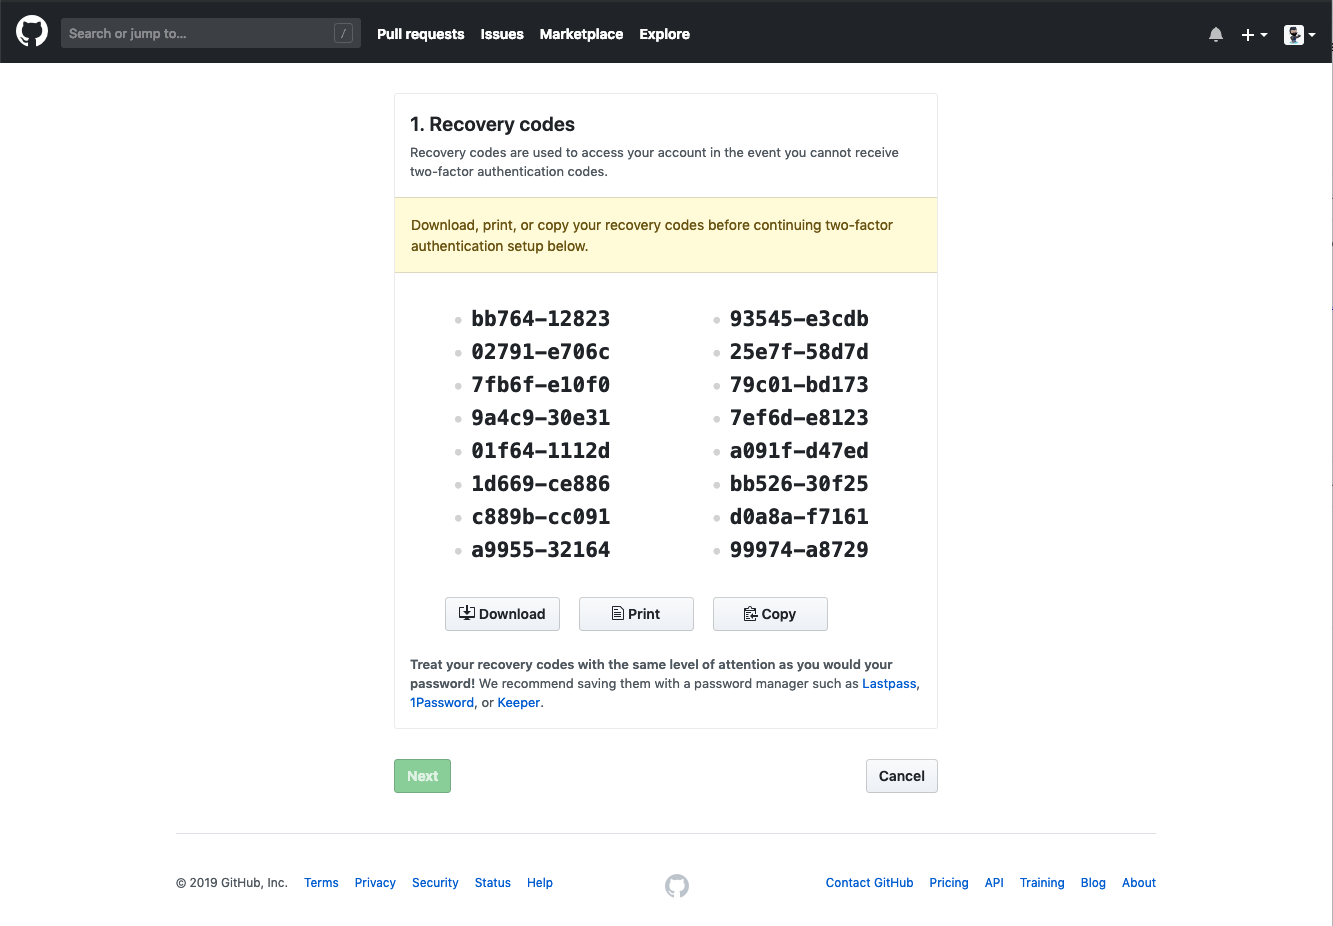 Search or jump to... / Pull requests Issues Marketplace Explore
1. Recovery codes
Recovery codes are used to access your account in the event you cannot receive
two-factor authentication codes.
Download, print, or copy your recovery codes before continuing two-factor
authentication setup below.
bb764-12823 93545-e3cdb
02791-e706c 25e7f-58d7d
7fb6f-e10f0 79c01-bd173
9a4c9-30e31 7ef6d-e8123
01f64-1112d a091f-d47ed
1d669-ce886 bb526-30f25
c889b-cc091 d0a8a-f7161
a9955-32164 99974-a8729
Download Print Copy
Treat your recovery codes with the same level of attention as you would your
password! We recommend saving them with a password manager such as Lastpass,
1Password, or Keeper.
Next Cancel
© 2019 GitHub, Inc. Terms Privacy Security Status Help Contact GitHub Pricing API Training Blog About